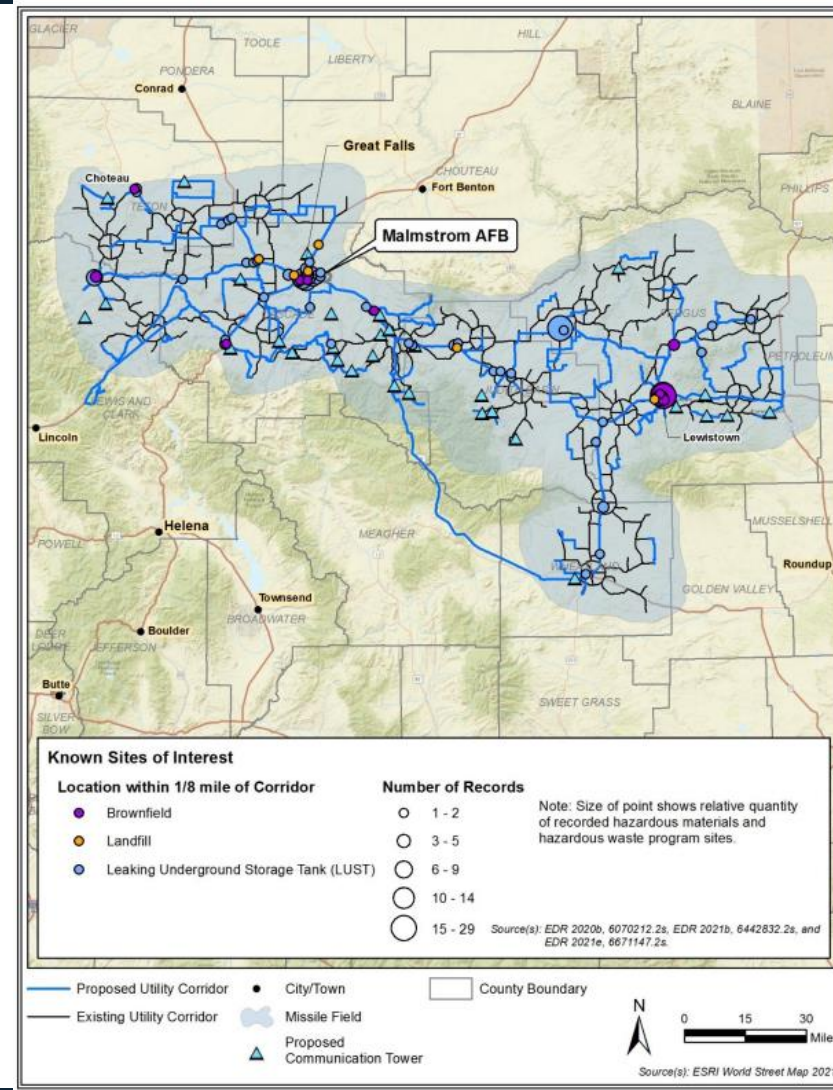 GLACIER
TOOLE
LIBERTY
HILL
PONDERA
Conrad
BLAINE
Great Falls
CHOUTEAU
Choteau
Fort Benton
PHILLIPS
TETON
Malmstrom AFB
CASCADE
FERGUS
PETROLEUM
LEWIS AND
CLARK
Lincoln
Lewistown
Helena
MEAGHER
MUSSELSHELL
POWELL
Roundup
WHEATLAND
GOLDEN VALLEY
Townsend
BROADWATER
Boulder
DEER
LODGE
JEFFERSON
Butte
SILVER
BOW
SWEET GRASS
Known Sites of Interest
Location within 1/8 mile of Corridor
Number of Records
Brownfield
1 - 2
Note: Size of point shows relative quantity
of recorded hazardous materials and
hazardous waste program sites.
Landfill
3 - 5
Leaking Underground Storage Tank (LUST)
6 - 9
10 - 14
15 - 29
Source(s): EDR 2020b, 6070212.2s, EDR 2021b, 6442832.2s, and
EDR 2021e, 6671147.2s.
Proposed Utility Corridor
City/Town
County Boundary
Existing Utility Corridor
Missile Field
Proposed
Communication Tower
N
0 15 30
Mile
Source(s): ESRI World Street Map 202